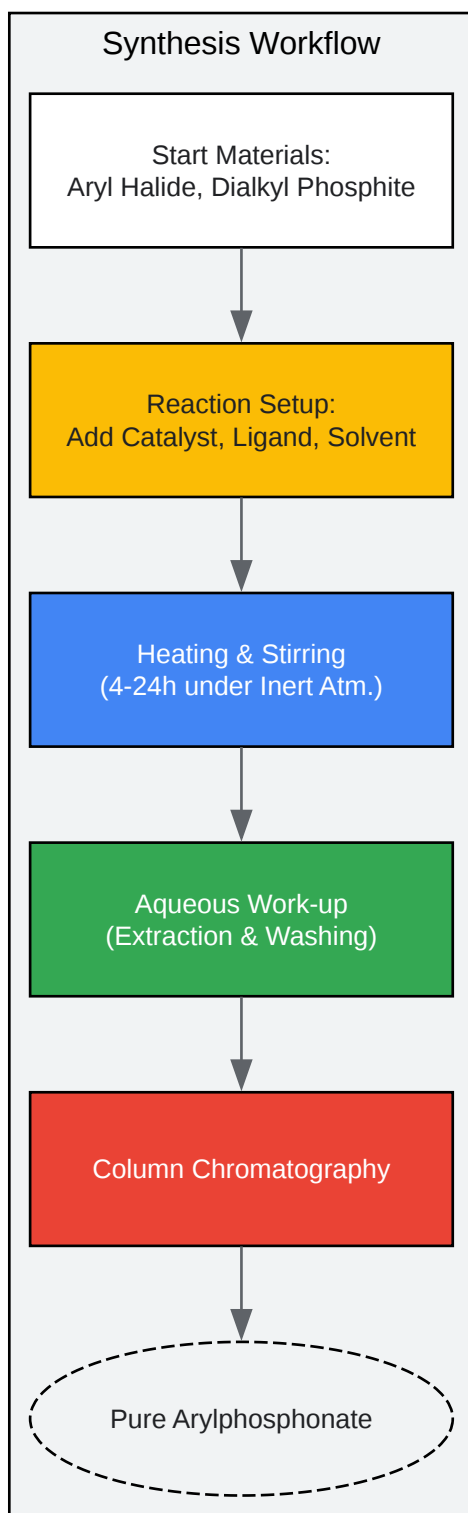 Synthesis Workflow
Start Materials:
Aryl Halide, Dialkyl Phosphite
Reaction Setup:
Add Catalyst, Ligand, Solvent
Heating & Stirring
(4-24h under Inert Atm.)
Aqueous Work-up
(Extraction & Washing)
Column Chromatography
Pure Arylphosphonate